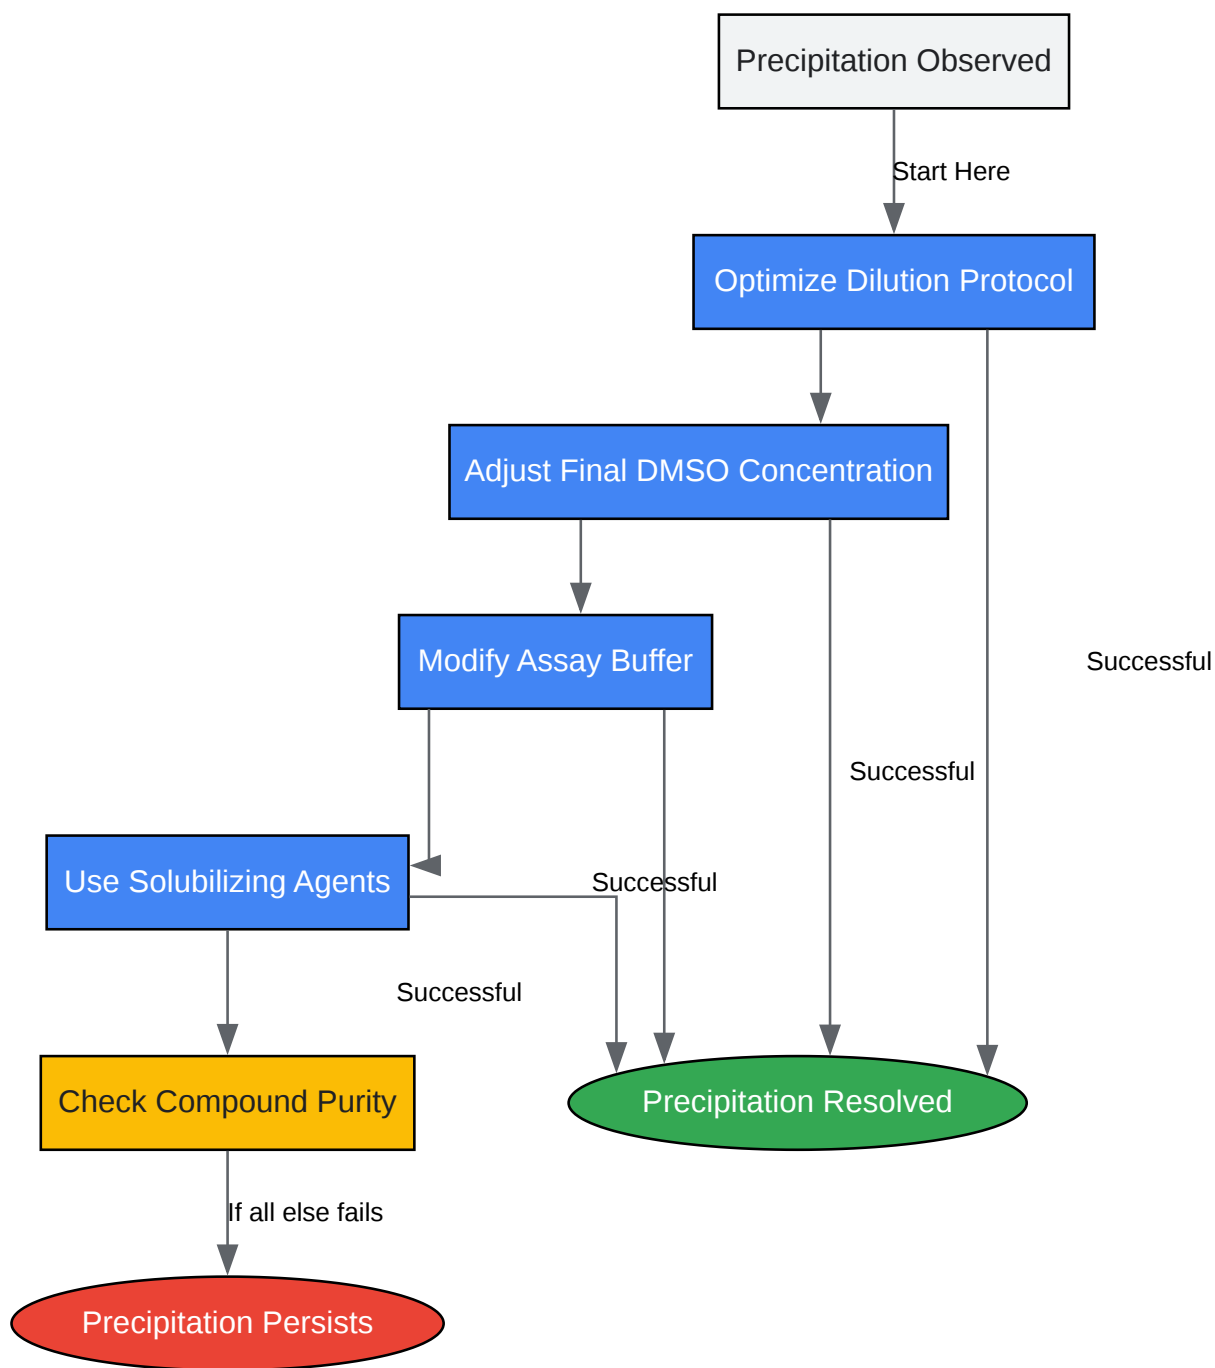 Precipitation Observed
Start Here
Optimize Dilution Protocol
Adjust Final DMSO Concentration
Modify Assay Buffer
Successful
Successful
Use Solubilizing Agents
Successful
Successful
Check Compound Purity
Precipitation Resolved
If all else fails
Precipitation Persists